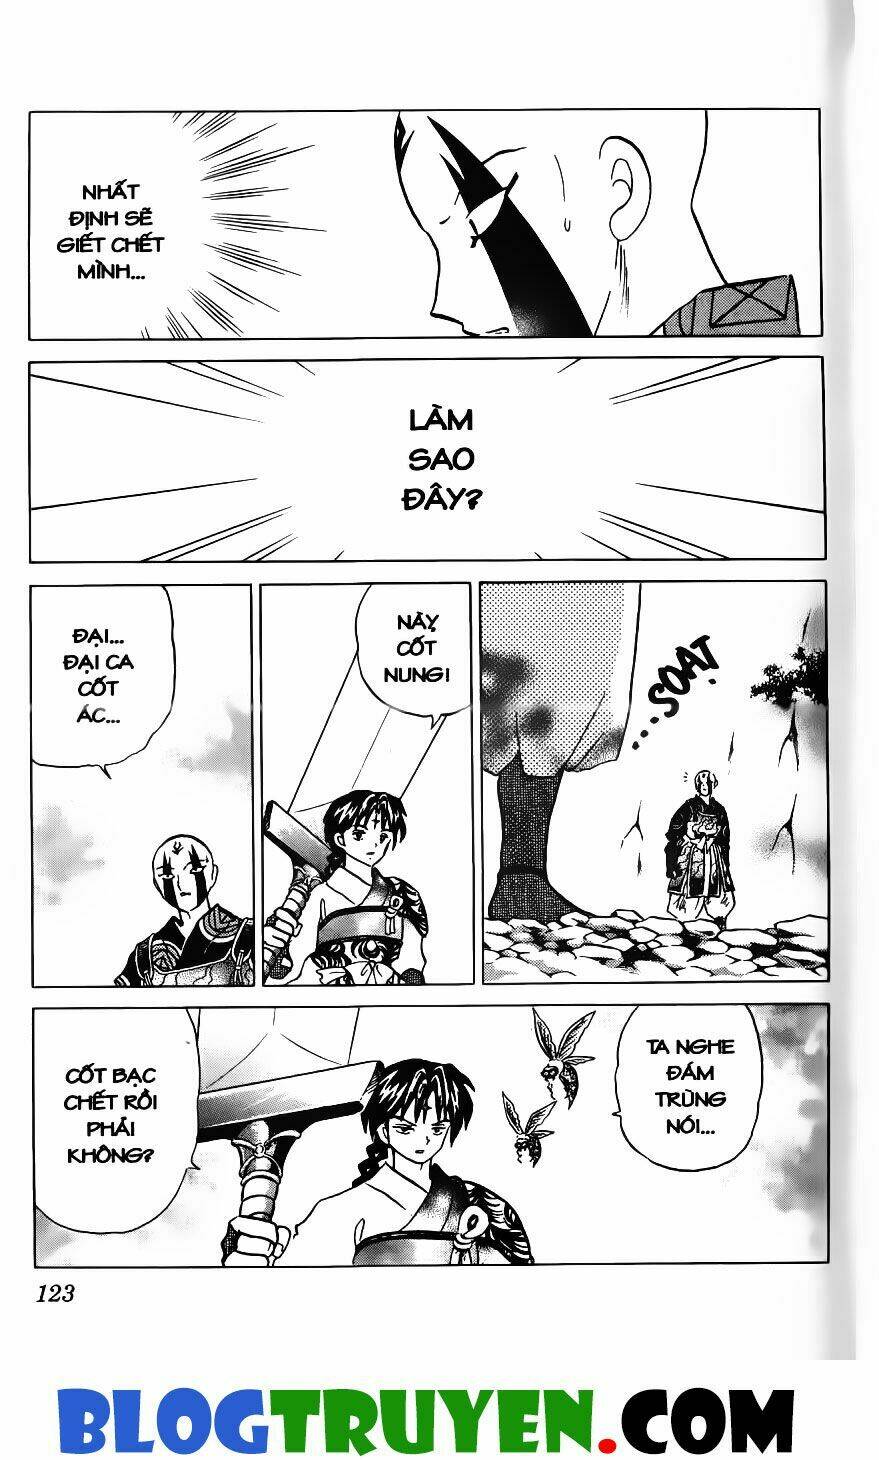 NHẤT
ĐỊNH SẼ
GIẾT CHẾT
MÌNH...
LÀM
SAO
ĐÂY?
...SOẠT
NÀY,
CỐT
NUNG!
ĐẠI...
ĐẠI CA
CỐT
ÁC...
TA NGHE
ĐÁM
TRÙNG
NÓI...
CỐT BẠC
CHẾT RỒI
PHẢI
KHÔNG?
123
BLOGTRUYEN.COM